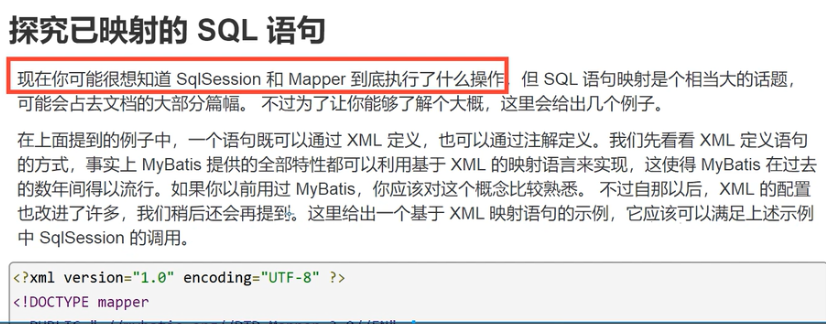 探究已映射的 SQL 语句
现在你可能很想知道 SqlSession 和 Mapper 到底执行了什么操作，但 SQL 语句映射是个相当大的话题，
可能会占去文档的大部分篇幅。 不过为了让你能够了解个大概，这里会给出几个例子。
在上面提到的例子中，一个语句既可以通过 XML 定义，也可以通过注解定义。我们先看看 XML 定义语句
的方式，事实上 MyBatis 提供的全部特性都可以利用基于 XML 的映射语言来实现，这使得 MyBatis 在过去
的数年间得以流行。如果你以前用过 MyBatis，你应该对这个概念比较熟悉。 不过自那以后，XML 的配置
也改进了许多，我们稍后还会再提到。这里给出一个基于 XML 映射语句的示例，它应该可以满足上述示例
中 SqlSession 的调用。
<?xml version="1.0" encoding="UTF-8" ?>
<!DOCTYPE mapper